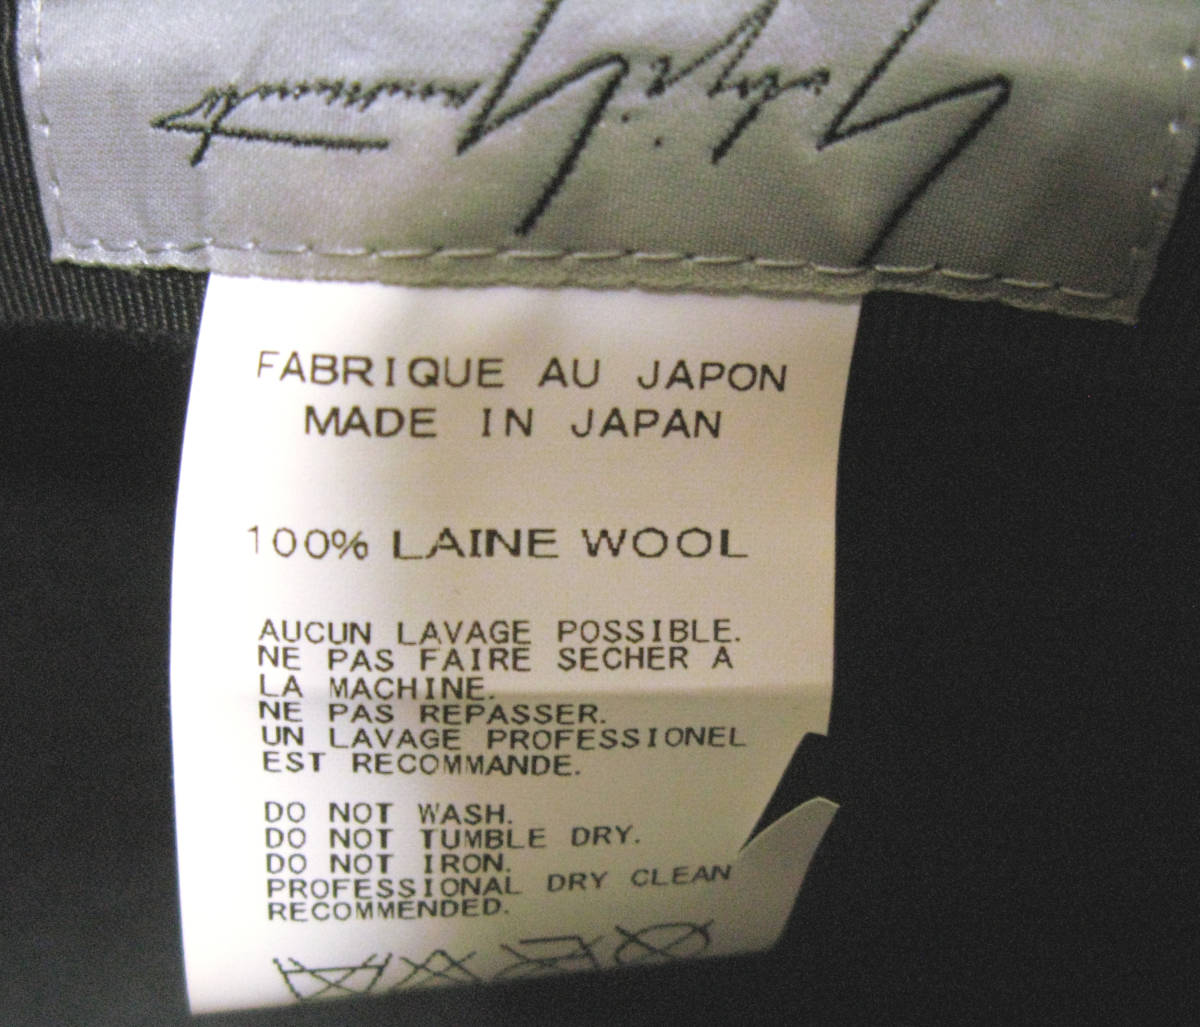 Yohji Yamamoto
FABRIQUE AU JAPON
MADE IN JAPAN
100% LAINE WOOL
AUCUN LAVAGE POSSIBLE.
NE PAS FAIRE SECHER A
LA MACHINE.
NE PAS REPASSER.
UN LAVAGE PROFESSIONEL
EST RECOMMANDE.
DO NOT WASH.
DO NOT TUMBLE DRY.
DO NOT IRON.
PROFESSIONAL DRY CLEAN
RECOMMENDED.